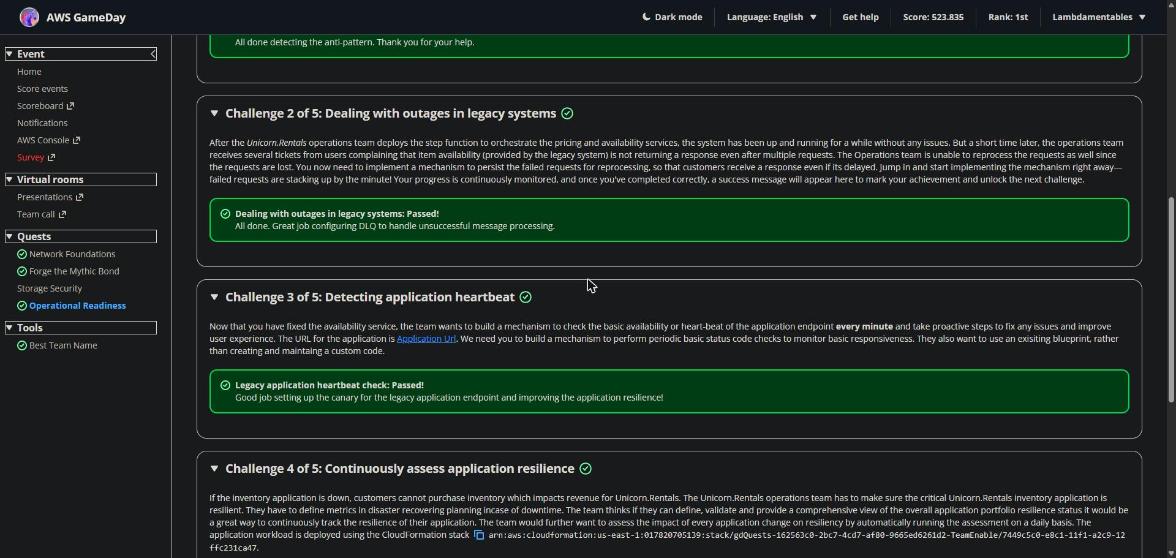 AWS GameDay
Dark mode
Language: English
Get help
Score: 523.835
Rank: 1st
Lambdamentables
Event
Home
Score events
Scoreboard
Notifications
AWS Console
Survey
Virtual rooms
Presentations
Team call
Quests
Network Foundations
Forge the Mythic Bond
Storage Security
Operational Readiness
Tools
Best Team Name
All done detecting the anti-pattern. Thank you for your help.
Challenge 2 of 5: Dealing with outages in legacy systems
After the Unicorn.Rentals operations team deploys the step function to orchestrate the pricing and availability services, the system has been up and running for a while without any issues. But a short time later, the operations team
receives several tickets from users complaining that item availability (provided by the legacy system) is not returning a response even after multiple requests. The Operations team is unable to reprocess the requests as well since
the requests are lost. You now need to implement a mechanism to persist the failed requests for reprocessing, so that customers receive a response even if its delayed. Jump in and start implementing the mechanism right away—
failed requests are stacking up by the minute! Your progress is continuously monitored, and once you've completed correctly, a success message will appear here to mark your achievement and unlock the next challenge.
Dealing with outages in legacy systems: Passed!
All done. Great job configuring DLQ to handle unsuccessful message processing.
Challenge 3 of 5: Detecting application heartbeat
Now that you have fixed the availability service, the team wants to build a mechanism to check the basic availability or heart-beat of the application endpoint every minute and take proactive steps to fix any issues and improve
user experience. The URL for the application is Application Url. We need you to build a mechanism to perform periodic basic status code checks to monitor basic responsiveness. They also want to use an exisiting blueprint, rather
than creating and maintaining a custom code.
Legacy application heartbeat check: Passed!
Good job setting up the canary for the legacy application endpoint and improving the application resilience!
Challenge 4 of 5: Continuously assess application resilience
If the inventory application is down, customers cannot purchase inventory which impacts revenue for Unicorn.Rentals. The Unicorn.Rentals operations team has to make sure the critical Unicorn.Rentals inventory application is
resilient. They have to define metrics in disaster recovering planning incase of downtime. The team thinks if they can define, validate and provide a comprehensive view of the overall application portfolio resilience status it would be
a great way to continuously track the resilience of their application. The team would further want to assess the impact of every application change on resiliency by automatically running the assessment on a daily basis. The
application workload is deployed using the CloudFormation stack arn:aws:cloudformation:us-east-1:017820705139:stack/gdQuests-162563c0-2bc7-4cd7-af80-9665ed6261d2-TeamEnable/7449c5c0-e8c1-11f1-a2c9-12
ffc231ca47.